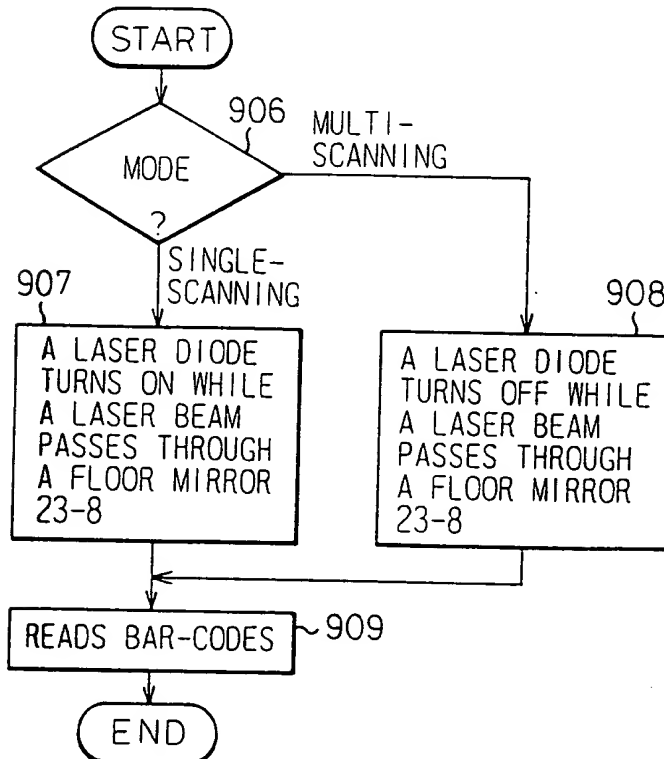 START
906
MULTI-
SCANNING
MODE
?
SINGLE-
SCANNING
907
A LASER DIODE
TURNS ON WHILE
A LASER BEAM
PASSES THROUGH
A FLOOR MIRROR
23-8
908
A LASER DIODE
TURNS OFF WHILE
A LASER BEAM
PASSES THROUGH
A FLOOR MIRROR
23-8
READS BAR-CODES
909
END